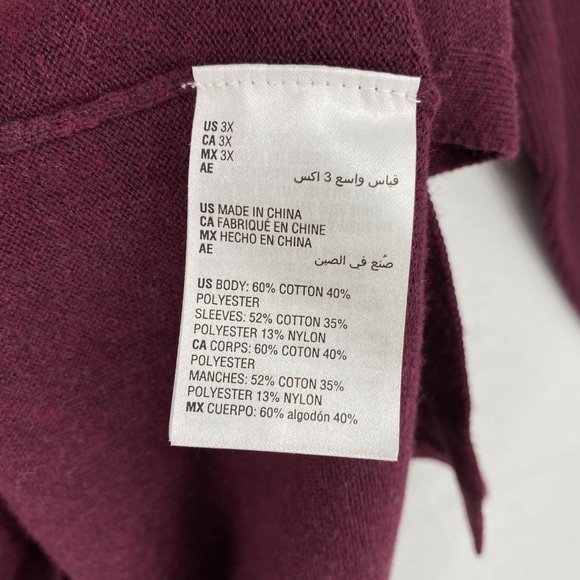 US 3X
CA 3X
MX 3X
AE
قياس واسع 3 اكس
US MADE IN CHINA
CA FABRIQUÉ EN CHINE
MX HECHO EN CHINA
AE
صُنع في الصين
US BODY: 60% COTTON 40%
POLYESTER
SLEEVES: 52% COTTON 35%
POLYESTER 13% NYLON
CA CORPS: 60% COTON 40%
POLYESTER
MANCHES: 52% COTON 35%
POLYESTER 13% NYLON
MX CUERPO: 60% algodón 40%